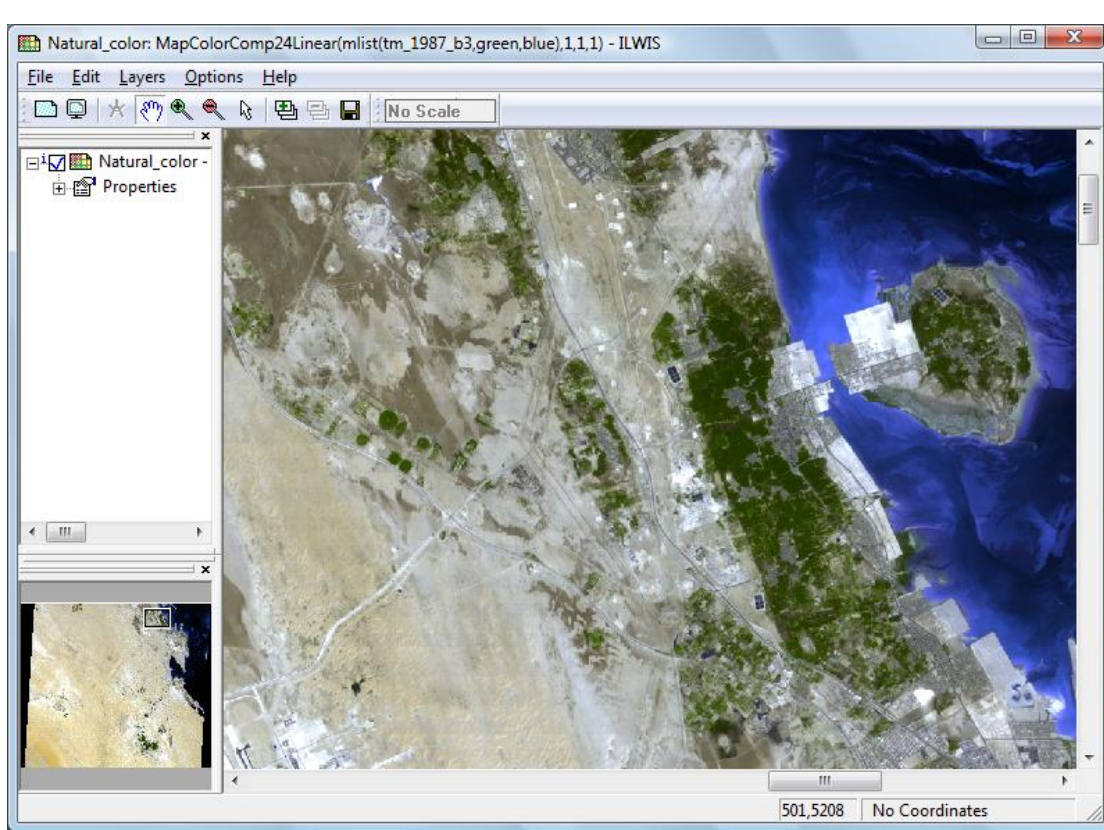 Natural_color: MapColorComp24Linear(mlist(tm_1987_b3,green,blue),1,1,1) - ILWIS
File Edit Layers Options Help
No Scale
Natural_color -
Properties
501,5208 No Coordinates